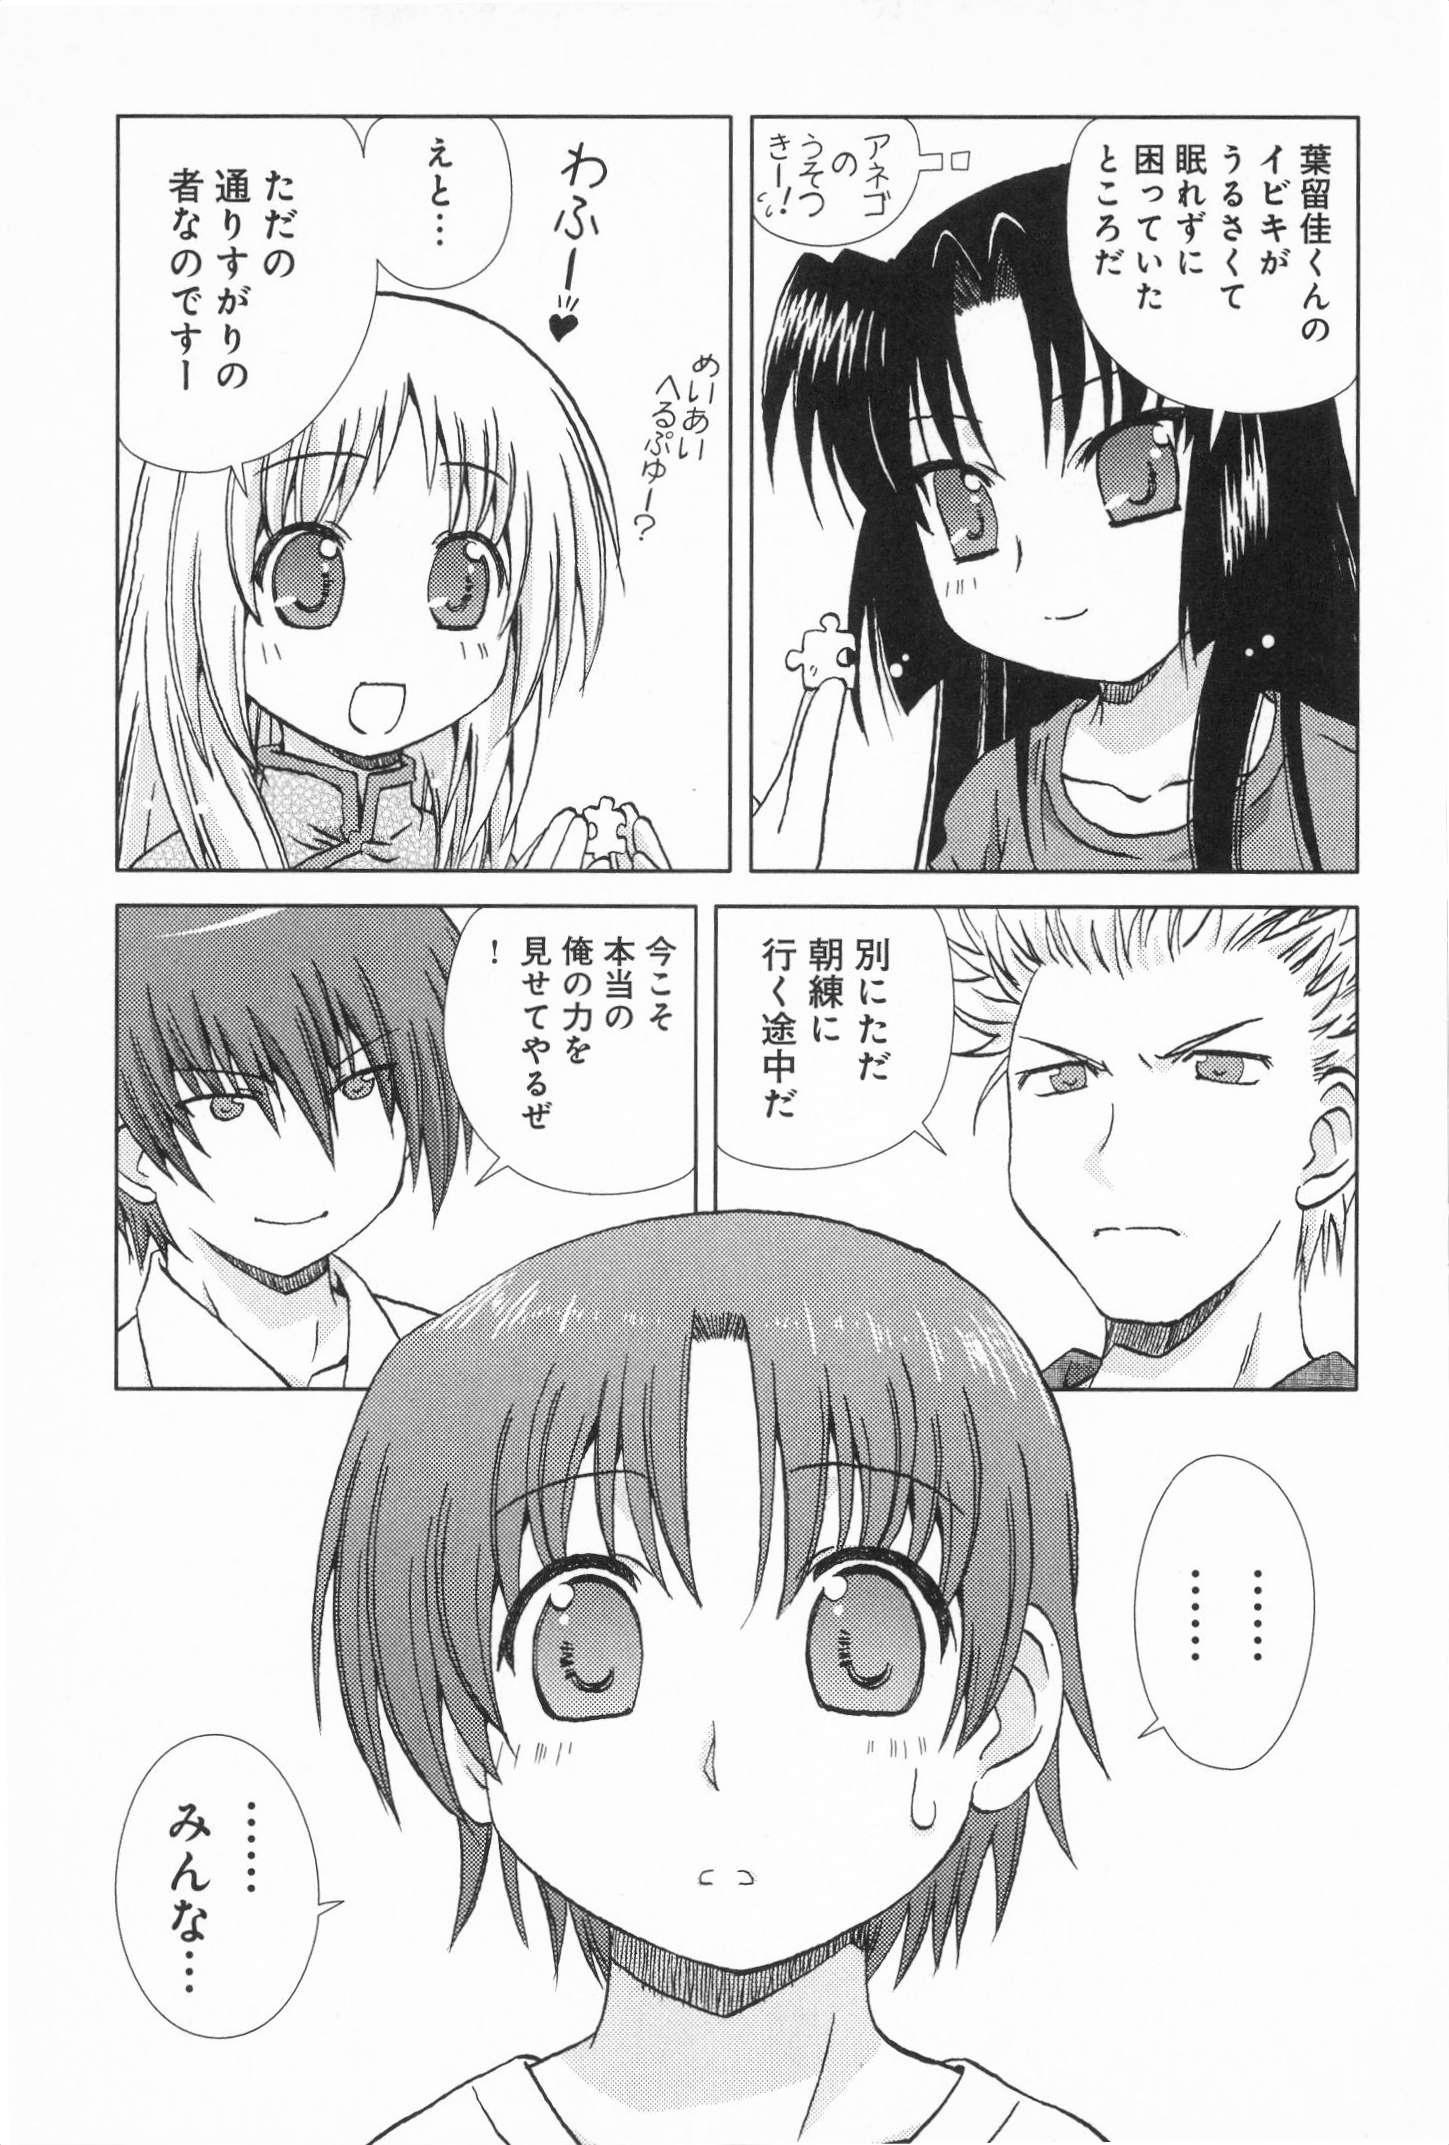 葉留佳くんの
イビキが
うるさくて
眠れずに
困っていた
ところだ
アネゴ
の
うそつ
きー!
わふー♥
めいあい
へるぷゆー?
えと…
ただの
通りすがりの
者なのですー
別にただ
朝練に
行く途中だ
今こそ
本当の
俺の力を
見せてやるぜ
!
………
………
……
みんな…